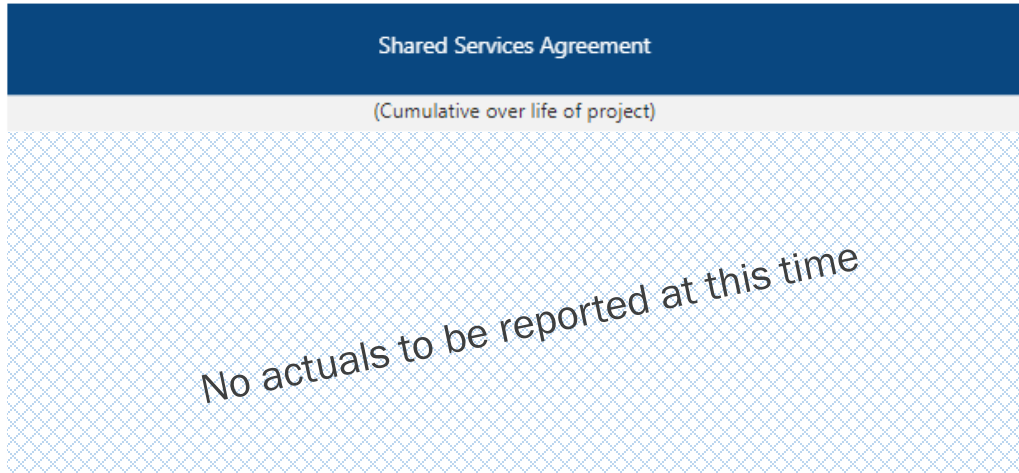 Shared Services Agreement
(Cumulative over life of project)
No actuals to be reported at this time